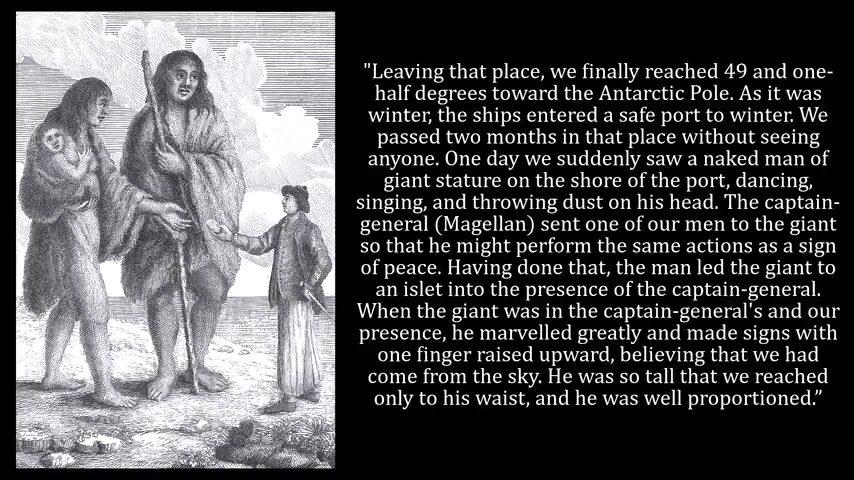 "Leaving that place, we finally reached 49 and one-
half degrees toward the Antarctic Pole. As it was
winter, the ships entered a safe port to winter. We
passed two months in that place without seeing
anyone. One day we suddenly saw a naked man of
giant stature on the shore of the port, dancing,
singing, and throwing dust on his head. The captain-
general (Magellan) sent one of our men to the giant
so that he might perform the same actions as a sign
of peace. Having done that, the man led the giant to
an islet into the presence of the captain-general.
When the giant was in the captain-general's and our
presence, he marvelled greatly and made signs with
one finger raised upward, believing that we had
come from the sky. He was so tall that we reached
only to his waist, and he was well proportioned.”